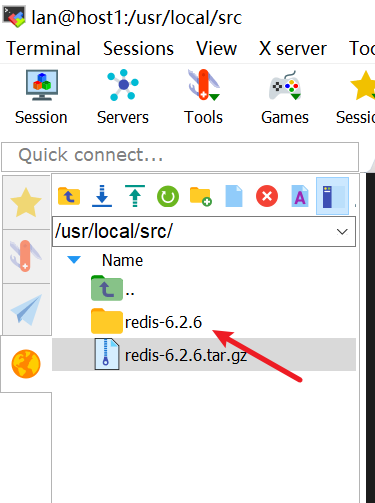 lan@host1:/usr/local/src
Terminal Sessions View X server Too
Session Servers Tools Games Sessio
Quick connect...
/usr/local/src/
Name
..
redis-6.2.6
redis-6.2.6.tar.gz